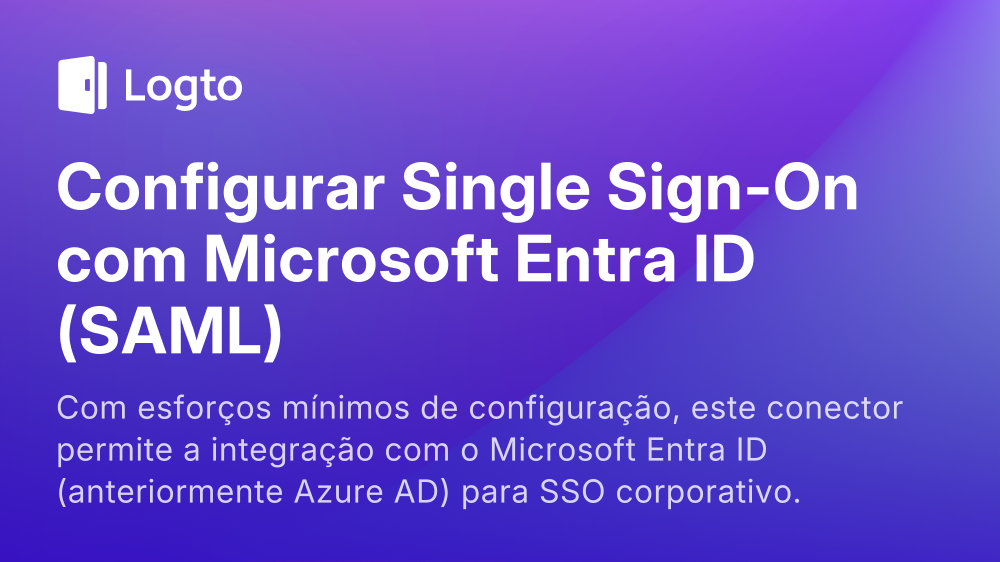 Logto
Configurar Single Sign-On
com Microsoft Entra ID
(SAML)
Com esforços mínimos de configuração, este conector
permite a integração com o Microsoft Entra ID
(anteriormente Azure AD) para SSO corporativo.